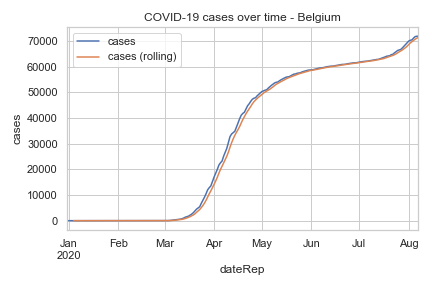 COVID-19 cases over time - Belgium
cases
cases (rolling)
70000
60000
50000
40000
30000
20000
10000
0
cases
Jan Feb Mar Apr May Jun Jul Aug
2020
dateRep